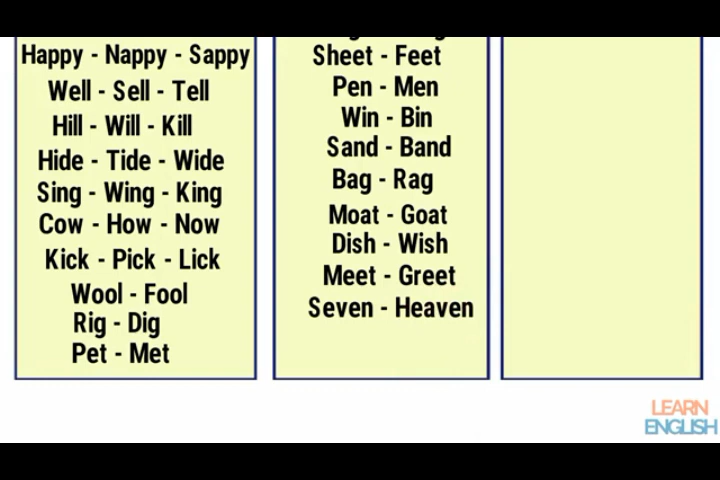 Happy - Nappy - Sappy
Well - Sell - Tell
Hill - Will - Kill
Hide - Tide - Wide
Sing - Wing - King
Cow - How - Now
Kick - Pick - Lick
Wool - Fool
Rig - Dig
Pet - Met
Sheet - Feet
Pen - Men
Win - Bin
Sand - Band
Bag - Rag
Moat - Goat
Dish - Wish
Meet - Greet
Seven - Heaven
LEARN
ENGLISH